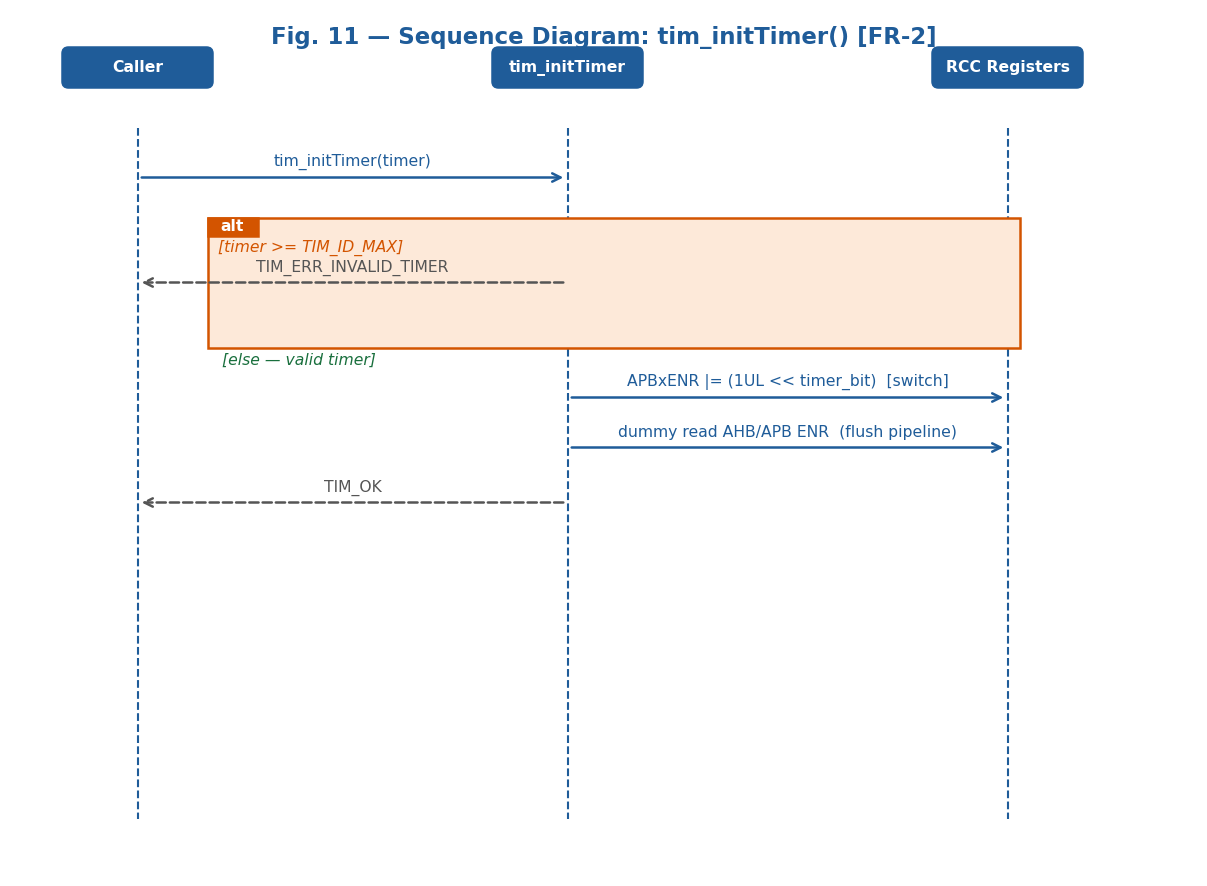 Fig. 11 — Sequence Diagram: tim_initTimer() [FR-2]
Caller
tim_initTimer
RCC Registers
tim_initTimer(timer)
alt
[timer >= TIM_ID_MAX]
TIM_ERR_INVALID_TIMER
[else — valid timer]
APBxENR |= (1UL << timer_bit)  [switch]
dummy read AHB/APB ENR  (flush pipeline)
TIM_OK